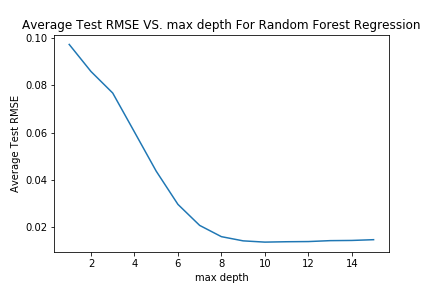 Average Test RMSE VS. max depth For Random Forest Regression
0.10
0.08
0.06
0.04
0.02
Average Test RMSE
2 4 6 8 10 12 14
max depth